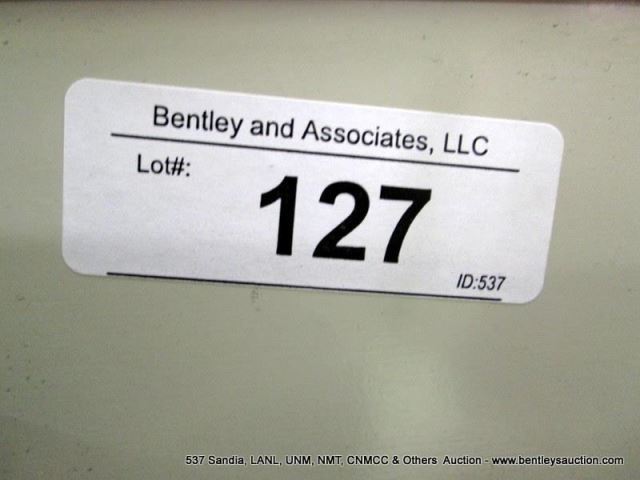 Bentley and Associates, LLC
Lot#:
127
ID:537
537 Sandia, LANL, UNM, NMT, CNMCC & Others Auction - www.bentleysauction.com